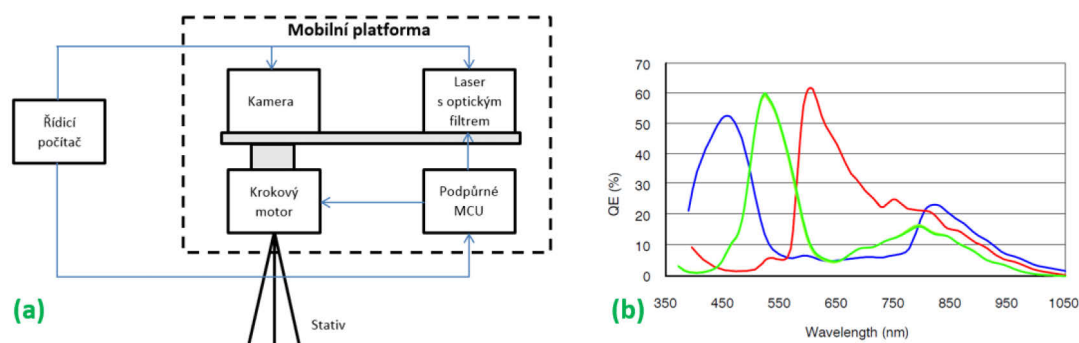 Mobilní platforma
Kamera
Laser
s optickým
filtrem
Řídicí
počítač
Krokový
motor
Podpůrné
MCU
Stativ
(a)
70
60
50
40
30
20
10
0
QE (%)
350
450
550
650
750
850
950
1050
Wavelength (nm)
(b)